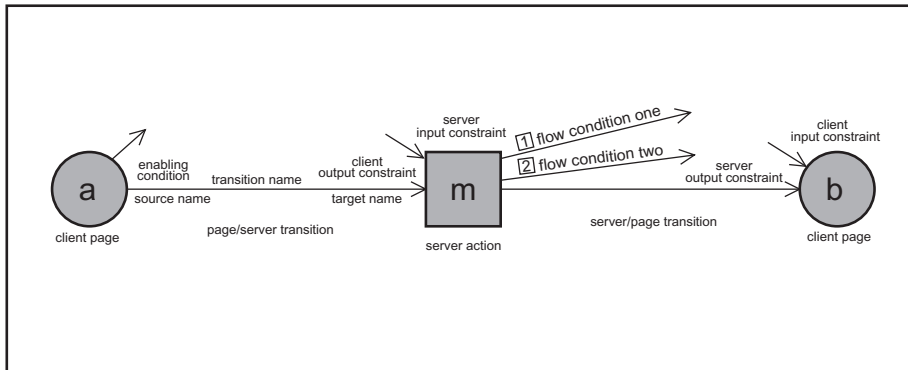 server
input constraint
1 flow condition one
client
input constraint
enabling
condition
client
output constraint
2 flow condition two
server
output constraint
a
transition name
m
b
source name
target name
client page
page/server transition
server action
server/page transition
client page